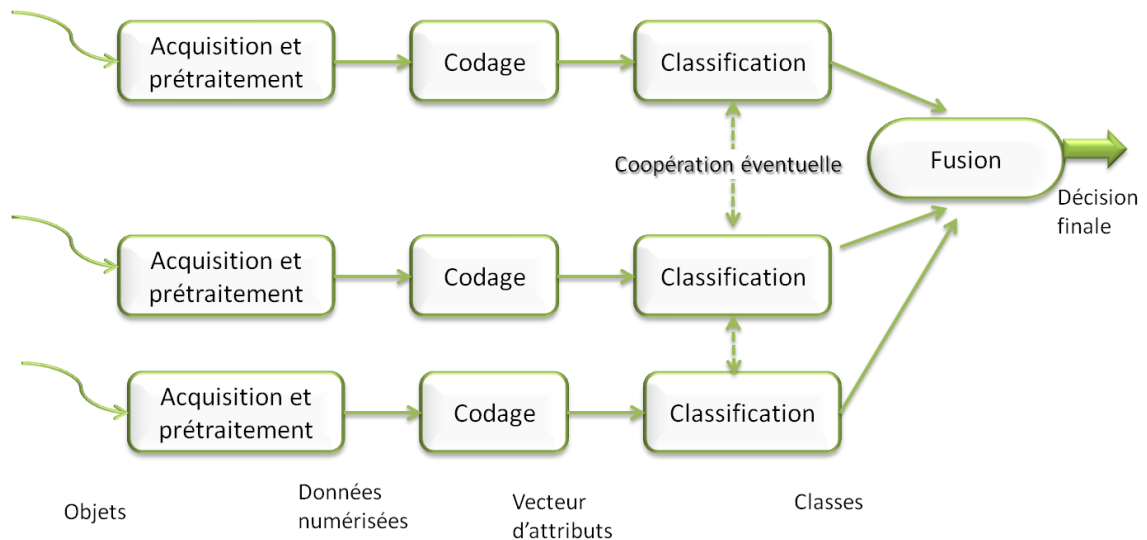 Acquisition et
prétraitement
Codage
Classification
Coopération éventuelle
Fusion
Décision
finale
Acquisition et
prétraitement
Codage
Classification
Acquisition et
prétraitement
Codage
Classification
Objets
Données
numérisées
Vecteur
d'attributs
Classes